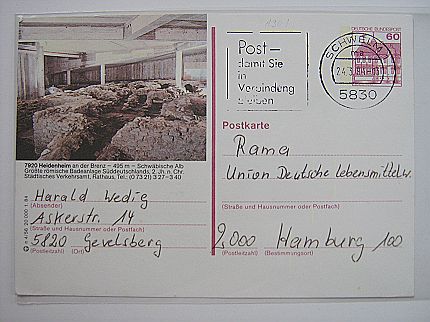 1981
Post –
damit Sie
in
Verbindung
bleiben
DEUTSCHE BUNDESPOST
60
SCHWELM
5830
7920 Heidenheim an der Brenz – 495 m – Schwäbische Alb
Größte römische Badeanlage Süddeutschlands, 2. Jh. n. Chr.
Städtisches Verkehrsamt, Rathaus, Tel.: (0 73 21) 3 27-3 40
Postkarte
Rama
Union Deutsche Lebensmittelw.
(Straße und Hausnummer oder Postfach)
2000 Hamburg 100
(Postleitzahl) (Bestimmungsort)
Harald Wedig
(Absender)
Askerstr. 14
(Straße und Hausnummer oder Postfach)
5820 Gevelsberg
(Postleitzahl) (Ort)